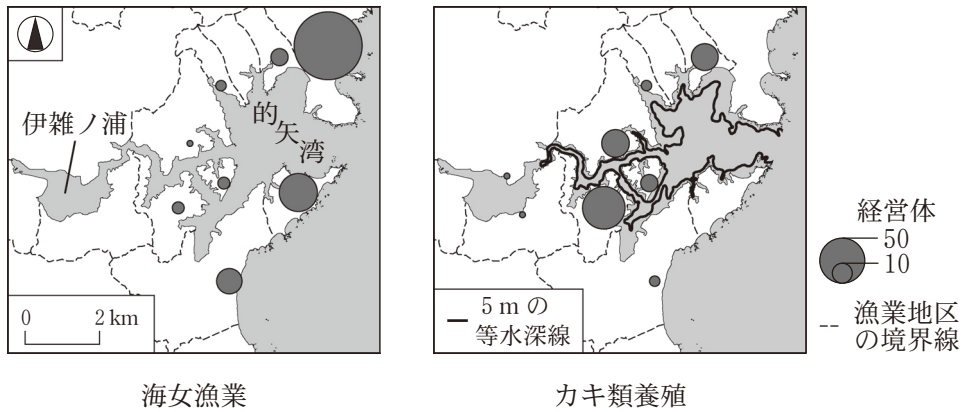 伊雑ノ浦
的矢湾
0 2 km
海女漁業
5 m の
等水深線
カキ類養殖
経営体
50
10
漁業地区
の境界線